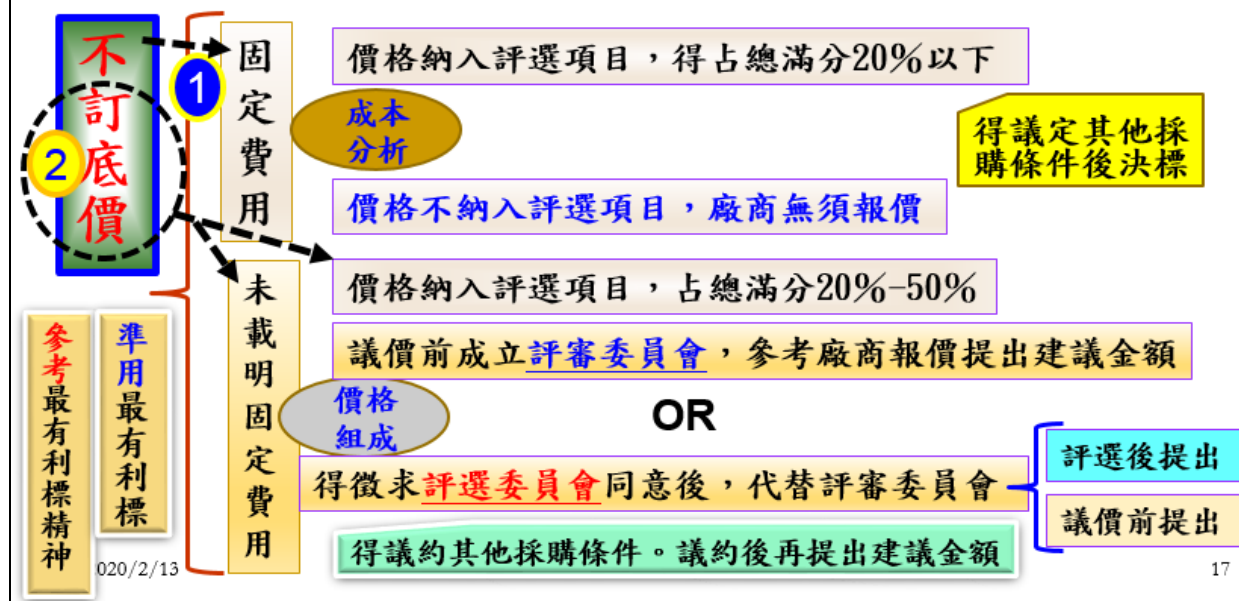 不訂底價
1
2
固定費用
價格納入評選項目，得占總滿分20%以下
成本
分析
得議定其他採
購條件後決標
價格不納入評選項目，廠商無須報價
未載明固定費用
價格納入評選項目，占總滿分20%-50%
議價前成立評審委員會，參考廠商報價提出建議金額
價格
組成
OR
得徵求評選委員會同意後，代替評審委員會
評選後提出
議價前提出
得議約其他採購條件。議約後再提出建議金額
準用最有利標
參考最有利標精神
020/2/13
17